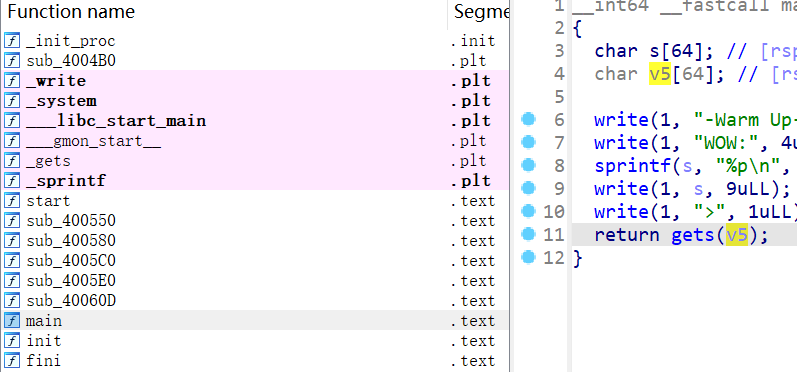 Function name Segme
f _init_proc .init
f sub_4004B0 .plt
f _write .plt
f _system .plt
f ___libc_start_main .plt
f ___gmon_start__ .plt
f _gets .plt
f _sprintf .plt
f start .text
f sub_400550 .text
f sub_400580 .text
f sub_4005C0 .text
f sub_4005E0 .text
f sub_40060D .text
f main .text
f init .text
f fini .text
1 __int64 __fastcall ma
2 {
3 char s[64]; // [rsp
4 char v5[64]; // [rs
5
6 write(1, "-Warm Up-
7 write(1, "WOW:", 4u
8 sprintf(s, "%p\n",
9 write(1, s, 9uLL);
10 write(1, ">", 1uLL)
11 return gets(v5);
12 }